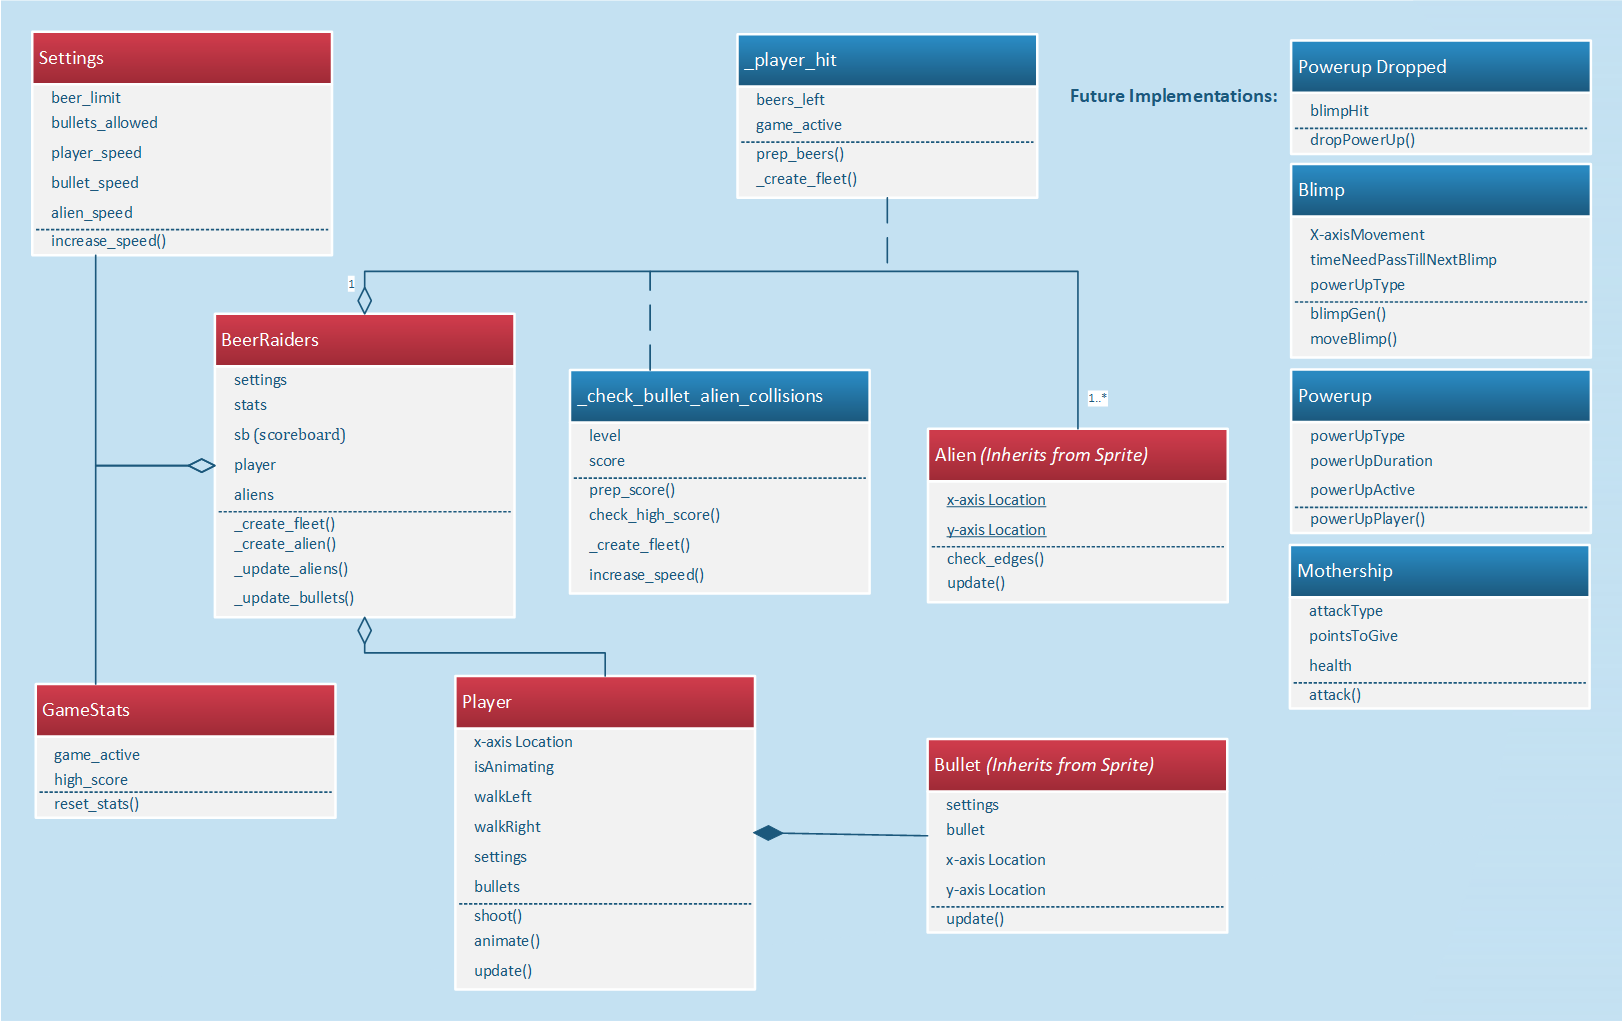 Settings
beer_limit
bullets_allowed
player_speed
bullet_speed
alien_speed
increase_speed()
_player_hit
beers_left
game_active
prep_beers()
_create_fleet()
Future Implementations:
Powerup Dropped
blimpHit
dropPowerUp()
Blimp
X-axisMovement
timeNeedPassTillNextBlimp
powerUpType
blimpGen()
moveBlimp()
Powerup
powerUpType
powerUpDuration
powerUpActive
powerUpPlayer()
Mothership
attackType
pointsToGive
health
attack()
1
BeerRaiders
settings
stats
sb (scoreboard)
player
aliens
_create_fleet()
_create_alien()
_update_aliens()
_update_bullets()
_check_bullet_alien_collisions
level
score
prep_score()
check_high_score()
_create_fleet()
increase_speed()
1..*
Alien (Inherits from Sprite)
x-axis Location
y-axis Location
check_edges()
update()
GameStats
game_active
high_score
reset_stats()
Player
x-axis Location
isAnimating
walkLeft
walkRight
settings
bullets
shoot()
animate()
update()
Bullet (Inherits from Sprite)
settings
bullet
x-axis Location
y-axis Location
update()